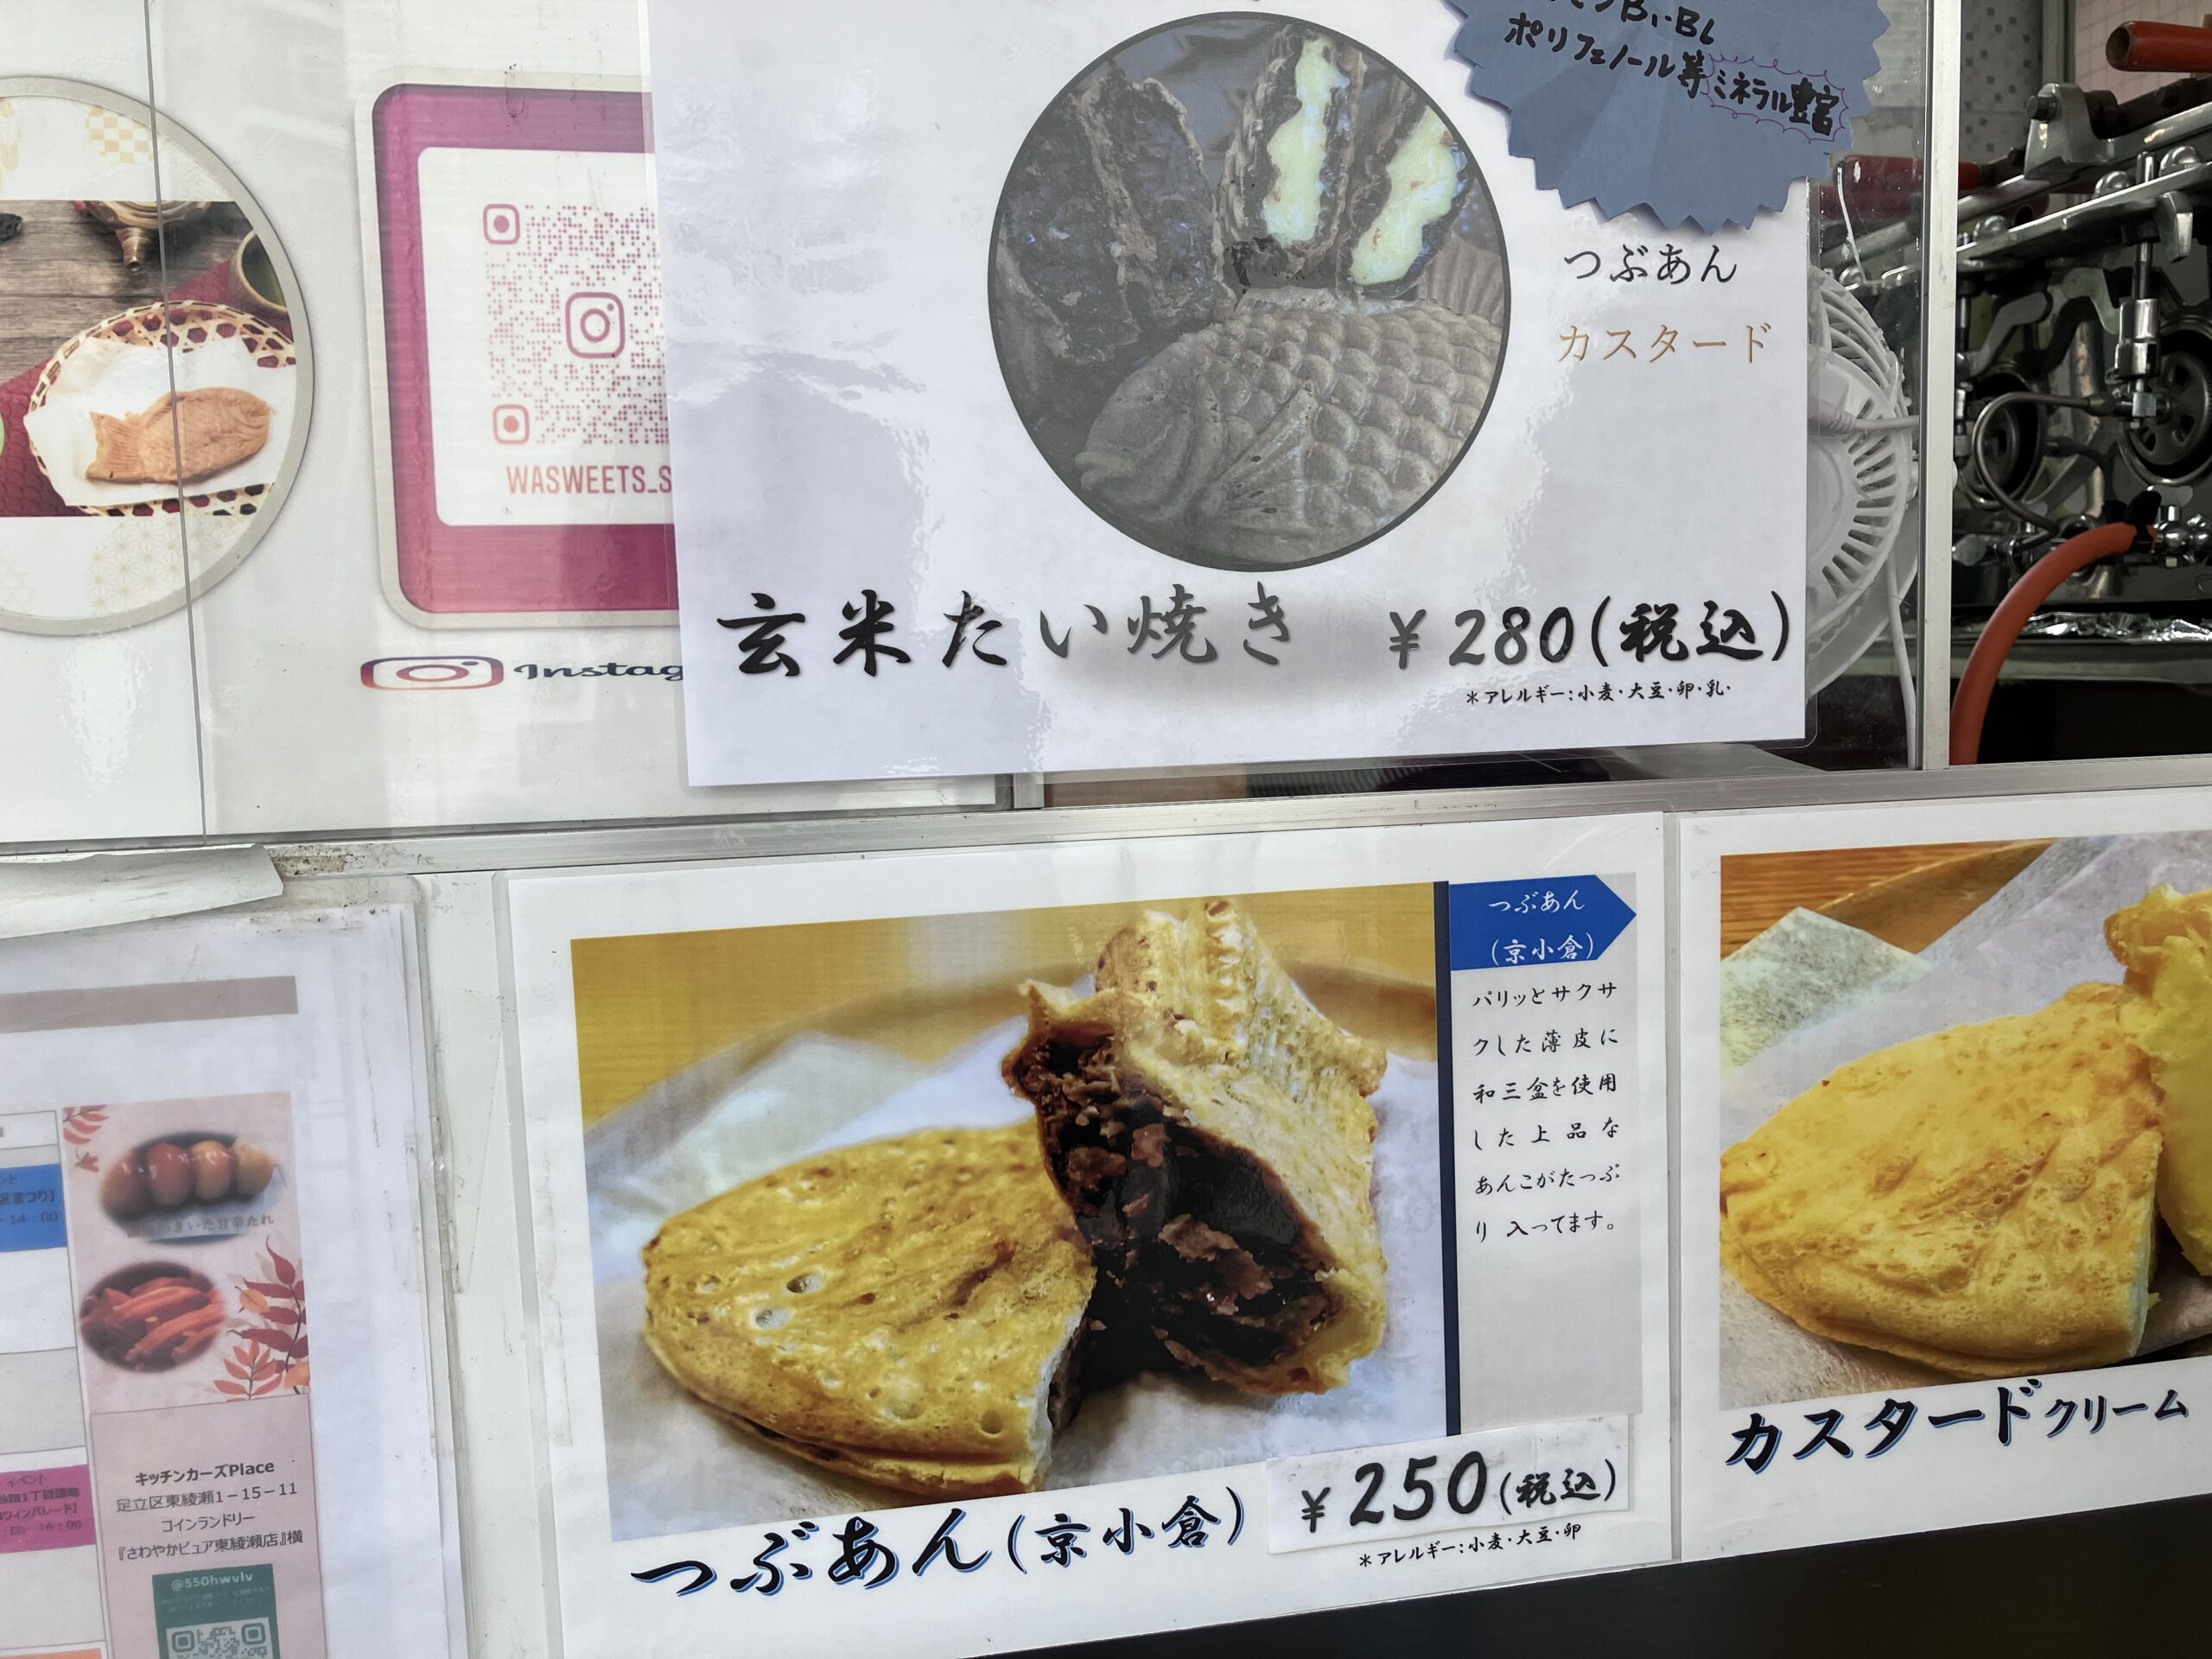 ポリフェノール等ミネラル豊富
つぶあん
カスタード
WASWEETS_S
Instag
玄米たい焼き ￥280(税込)
＊アレルギー:小麦・大豆・卵・乳・
つぶあん
(京小倉)
パリッとサクサ
クした薄皮に
和三盆を使用
した上品な
あんこがたっぷ
り入ってます。
つぶあん(京小倉) ￥250(税込)
＊アレルギー:小麦・大豆・卵
カスタードクリーム
キッチンカーズPlace
足立区東綾瀬1－15－11
コインランドリー
『さわやかピュア東綾瀬店』横
@550hwvlv